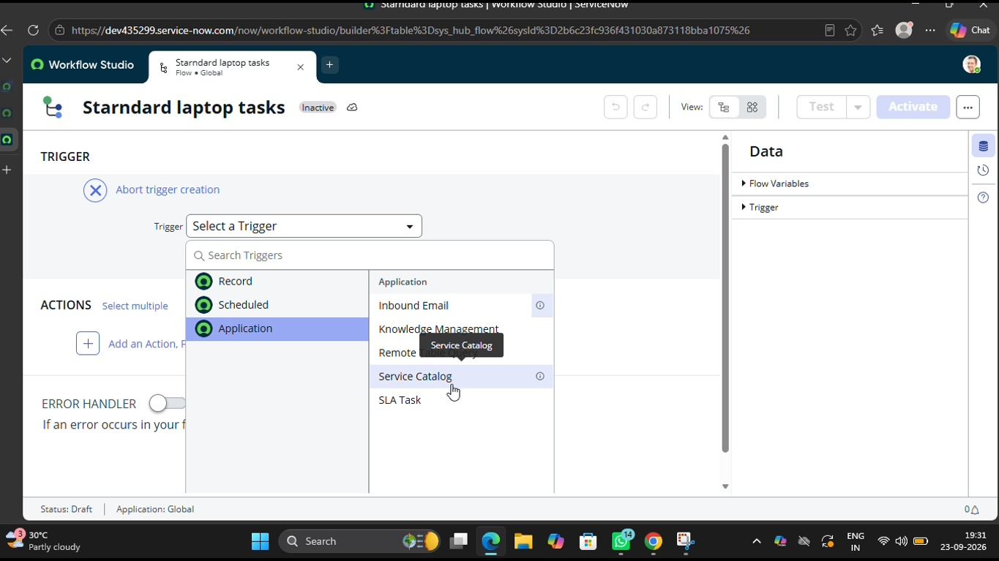 Starndard laptop tasks | Workflow Studio | ServiceNow
https://dev435299.service-now.com/now/workflow-studio/builder%3Ftable%3Dsys_hub_flow%26sysId%3D2b6c23fc936f431030a873118bba1075%26
Chat
Workflow Studio
Starndard laptop tasks
Flow • Global
Starndard laptop tasks
Inactive
View:
Test
Activate
TRIGGER
Abort trigger creation
Trigger
Select a Trigger
Search Triggers
Record
Scheduled
Application
Application
Inbound Email
Knowledge Management
Remote Table Query
Service Catalog
Service Catalog
SLA Task
ACTIONS
Select multiple
Add an Action, F
ERROR HANDLER
If an error occurs in your f
Data
Flow Variables
Trigger
Status: Draft
Application: Global
0
3
30°C
Partly cloudy
Search
14
ENG
IN
19:31
23-09-2026